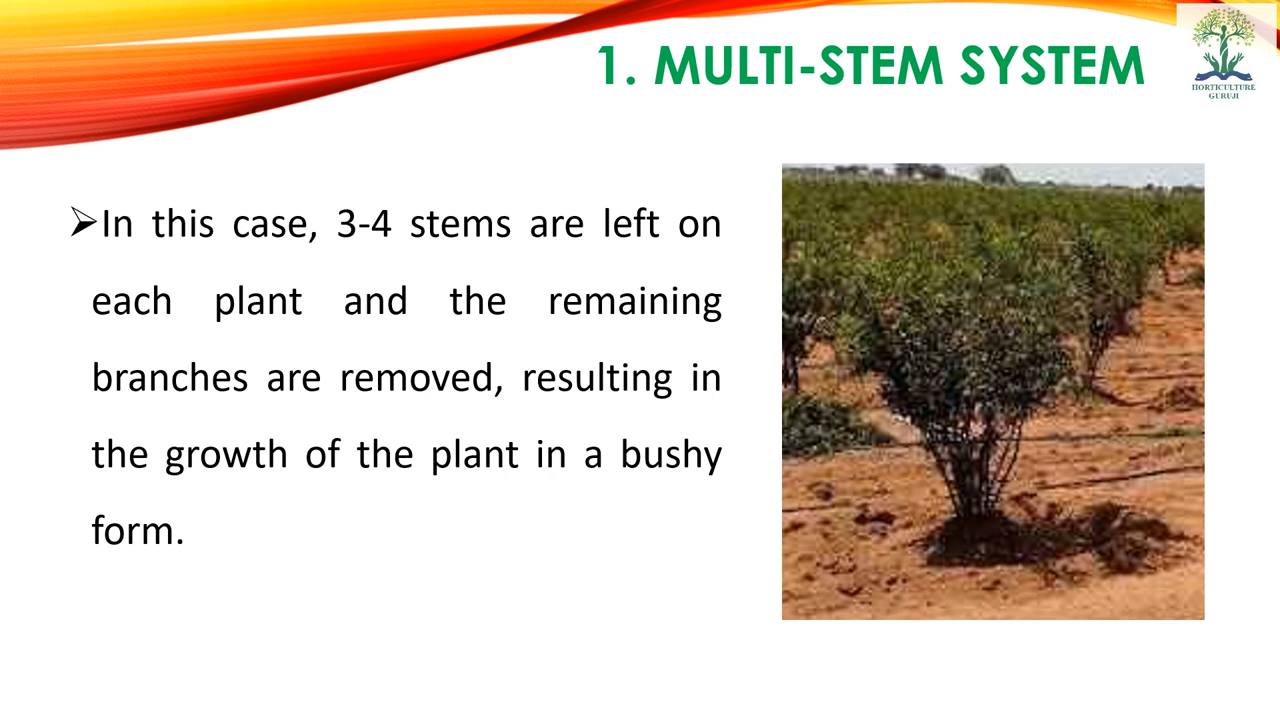 1. MULTI-STEM SYSTEM
HORTICULTURE
GURUJI
➢In this case, 3-4 stems are left on
each plant and the remaining
branches are removed, resulting in
the growth of the plant in a bushy
form.